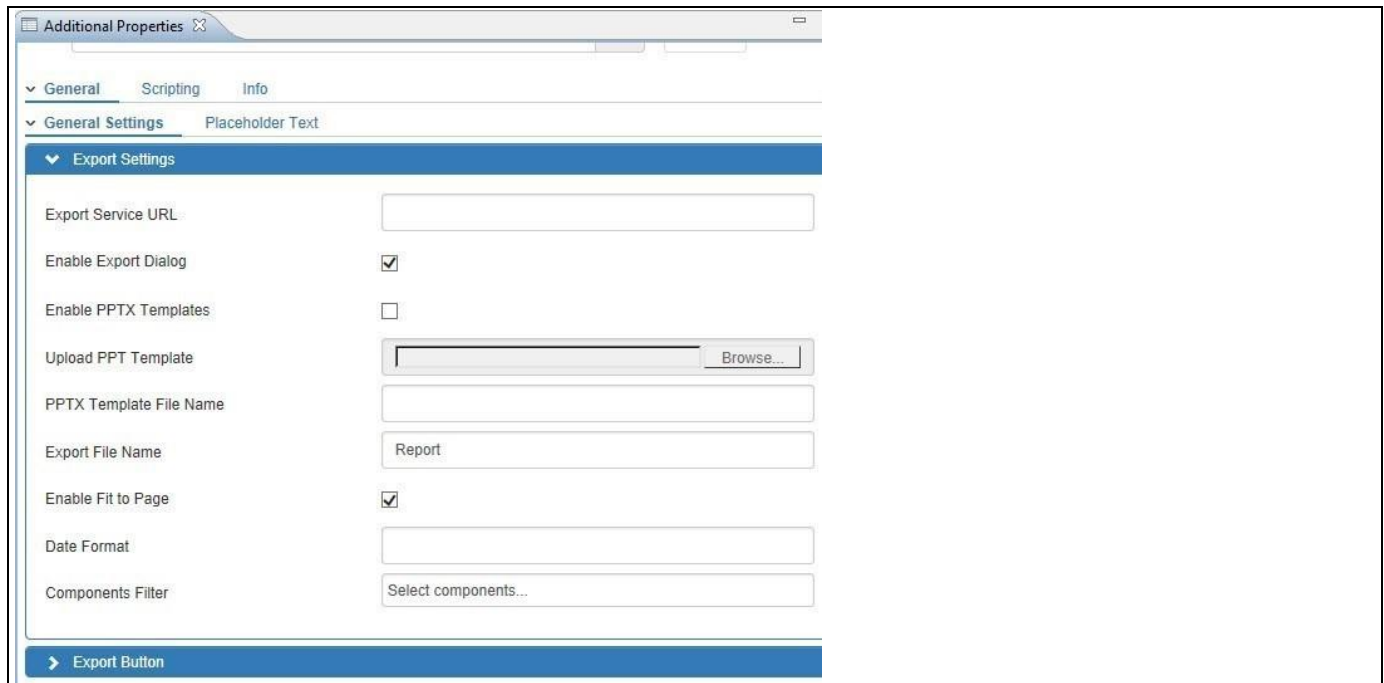 Additional Properties
General Scripting Info
General Settings Placeholder Text
Export Settings
Export Service URL
Enable Export Dialog
Enable PPTX Templates
Upload PPT Template Browse...
PPTX Template File Name
Export File Name Report
Enable Fit to Page
Date Format
Components Filter Select components...
Export Button